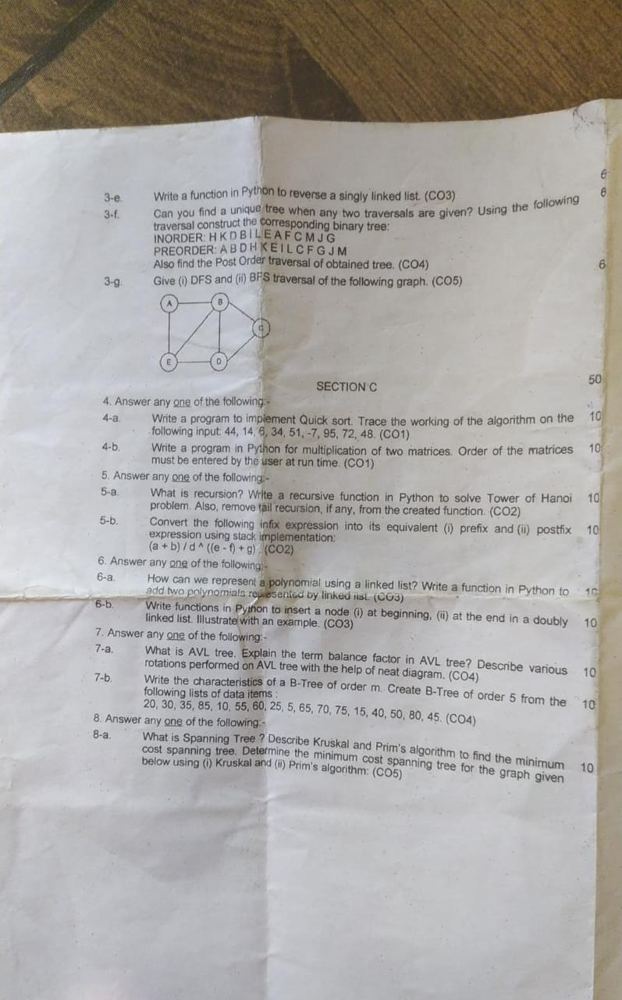 6
3-e. Write a function in Python to reverse a singly linked list. (CO3) 6
3-f. Can you find a unique tree when any two traversals are given? Using the following
traversal construct the corresponding binary tree:
INORDER: H K D B I L E A F C M J G
PREORDER: A B D H K E I L C F G J M
Also find the Post Order traversal of obtained tree. (CO4)
3-g. Give (i) DFS and (ii) BFS traversal of the following graph. (CO5) 6
A B
C
E D
SECTION C 50
4. Answer any one of the following:-
4-a. Write a program to implement Quick sort. Trace the working of the algorithm on the 10
following input: 44, 14, 6, 34, 51, -7, 95, 72, 48. (CO1)
4-b. Write a program in Python for multiplication of two matrices. Order of the matrices 10
must be entered by the user at run time. (CO1)
5. Answer any one of the following:-
5-a. What is recursion? Write a recursive function in Python to solve Tower of Hanoi 10
problem. Also, remove tail recursion, if any, from the created function. (CO2)
5-b. Convert the following infix expression into its equivalent (i) prefix and (ii) postfix 10
expression using stack implementation:
(a + b) / d ^ ((e - f) + g) . (CO2)
6. Answer any one of the following:-
6-a. How can we represent a polynomial using a linked list? Write a function in Python to 10
add two polynomials represented by linked list. (CO3)
6-b. Write functions in Python to insert a node (i) at beginning, (ii) at the end in a doubly 10
linked list. Illustrate with an example. (CO3)
7. Answer any one of the following:-
7-a. What is AVL tree. Explain the term balance factor in AVL tree? Describe various 10
rotations performed on AVL tree with the help of neat diagram. (CO4)
7-b. Write the characteristics of a B-Tree of order m. Create B-Tree of order 5 from the 10
following lists of data items :
20, 30, 35, 85, 10, 55, 60, 25, 5, 65, 70, 75, 15, 40, 50, 80, 45. (CO4)
8. Answer any one of the following:-
8-a. What is Spanning Tree ? Describe Kruskal and Prim's algorithm to find the minimum 10
cost spanning tree. Determine the minimum cost spanning tree for the graph given
below using (i) Kruskal and (ii) Prim's algorithm: (CO5)